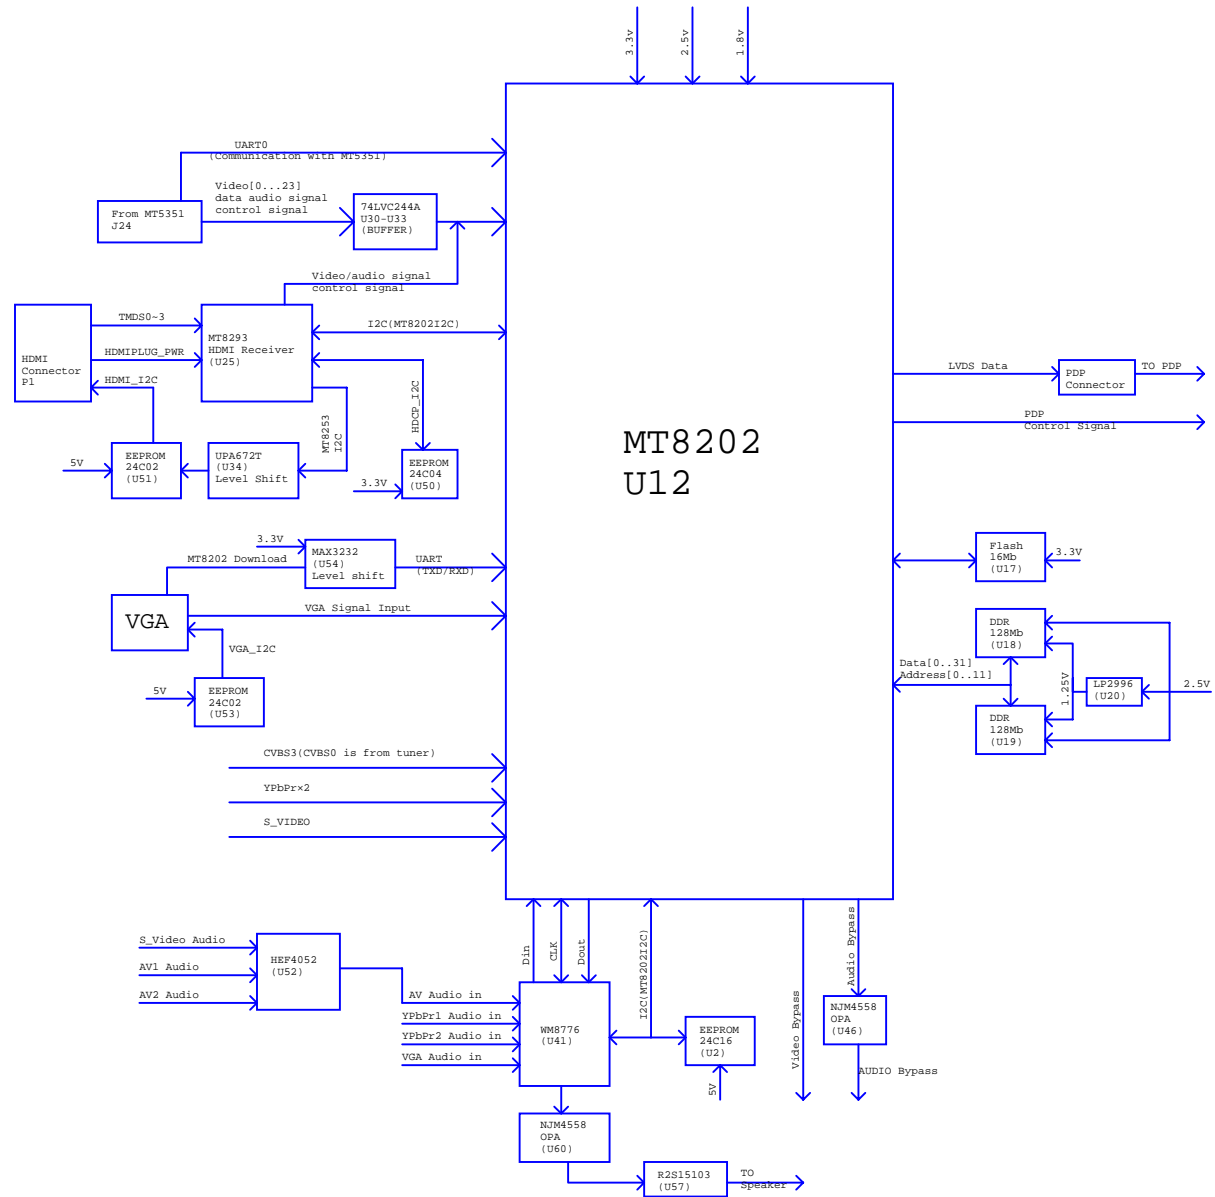 3.3v
2.5v
1.8v
UART0
(Communication with MT5351)
Video[0...23]
data audio signal
control signal
From MT5351
J24
74LVC244A
U30~U33
(BUFFER)
Video/audio signal
control signal
TMDS0~3
HDMIPLUG_PWR
HDMI_I2C
HDMI
Connector
P1
MT8293
HDMI Receiver
(U25)
I2C(MT8202I2C)
HDCP_I2C
MT8253
I2C
5V
EEPROM
24C02
(U51)
UPA672T
(U34)
Level Shift
3.3V
EEPROM
24C04
(U50)
MT8202
U12
LVDS Data
PDP
Connector
TO PDP
PDP
Control Signal
3.3V
MT8202 Download
MAX3232
(U54)
Level shift
UART
(TXD/RXD)
VGA
VGA Signal Input
VGA_I2C
5V
EEPROM
24C02
(U53)
Flash
16Mb
(U17)
3.3V
DDR
128Mb
(U18)
Data[0..31]
Address[0..11]
1.25V
LP2996
(U20)
2.5V
DDR
128Mb
(U19)
CVBS3(CVBS0 is from tuner)
YPbPr×2
S_VIDEO
S_Video Audio
AV1 Audio
AV2 Audio
HEF4052
(U52)
Din
CLK
Dout
I2C(MT8202I2C)
Video Bypass
Audio Bypass
AV Audio in
YPbPr1 Audio in
YPbPr2 Audio in
VGA Audio in
WM8776
(U41)
EEPROM
24C16
(U2)
5V
NJM4558
OPA
(U46)
AUDIO Bypass
NJM4558
OPA
(U60)
R2S15103
(U57)
TO
Speaker